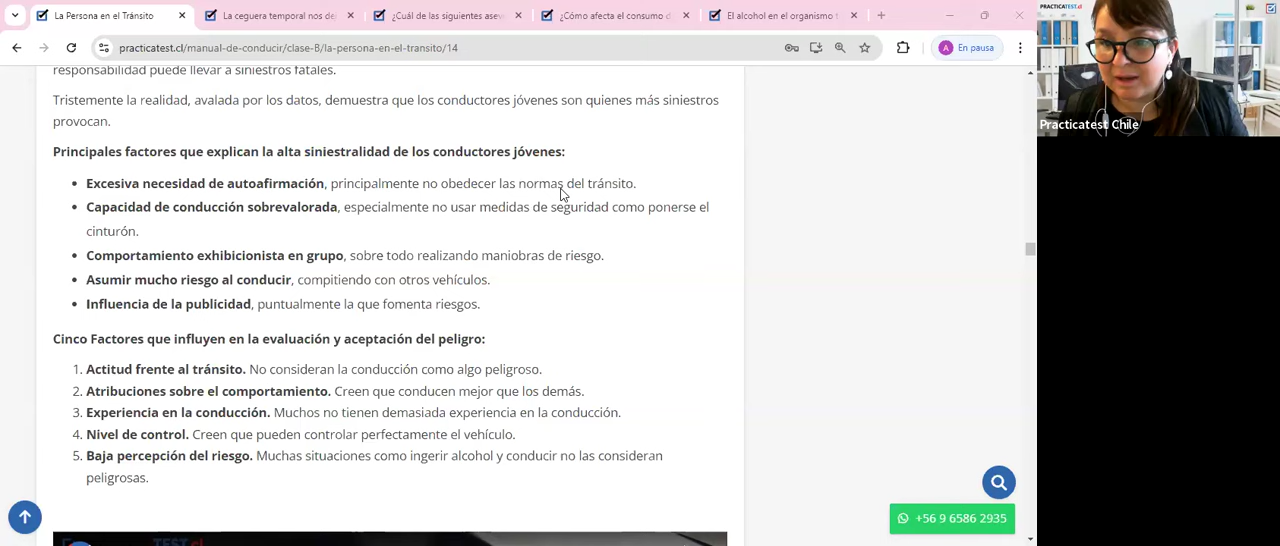 La Persona en el Tránsito
La ceguera temporal nos de
¿Cuál de las siguientes asev
¿Cómo afecta el consumo d
El alcohol en el organismo t
practicatest.cl/manual-de-conducir/clase-B/la-persona-en-el-transito/14
A En pausa
responsabilidad puede llevar a siniestros fatales.
Tristemente la realidad, avalada por los datos, demuestra que los conductores jóvenes son quienes más siniestros
provocan.
Principales factores que explican la alta siniestralidad de los conductores jóvenes:
• Excesiva necesidad de autoafirmación, principalmente no obedecer las normas del tránsito.
• Capacidad de conducción sobrevalorada, especialmente no usar medidas de seguridad como ponerse el
cinturón.
• Comportamiento exhibicionista en grupo, sobre todo realizando maniobras de riesgo.
• Asumir mucho riesgo al conducir, compitiendo con otros vehículos.
• Influencia de la publicidad, puntualmente la que fomenta riesgos.
Cinco Factores que influyen en la evaluación y aceptación del peligro:
1. Actitud frente al tránsito. No consideran la conducción como algo peligroso.
2. Atribuciones sobre el comportamiento. Creen que conducen mejor que los demás.
3. Experiencia en la conducción. Muchos no tienen demasiada experiencia en la conducción.
4. Nivel de control. Creen que pueden controlar perfectamente el vehículo.
5. Baja percepción del riesgo. Muchas situaciones como ingerir alcohol y conducir no las consideran
peligrosas.
+56 9 6586 2935
TEST.cl
PRACTICATEST.cl
Practicatest Chile